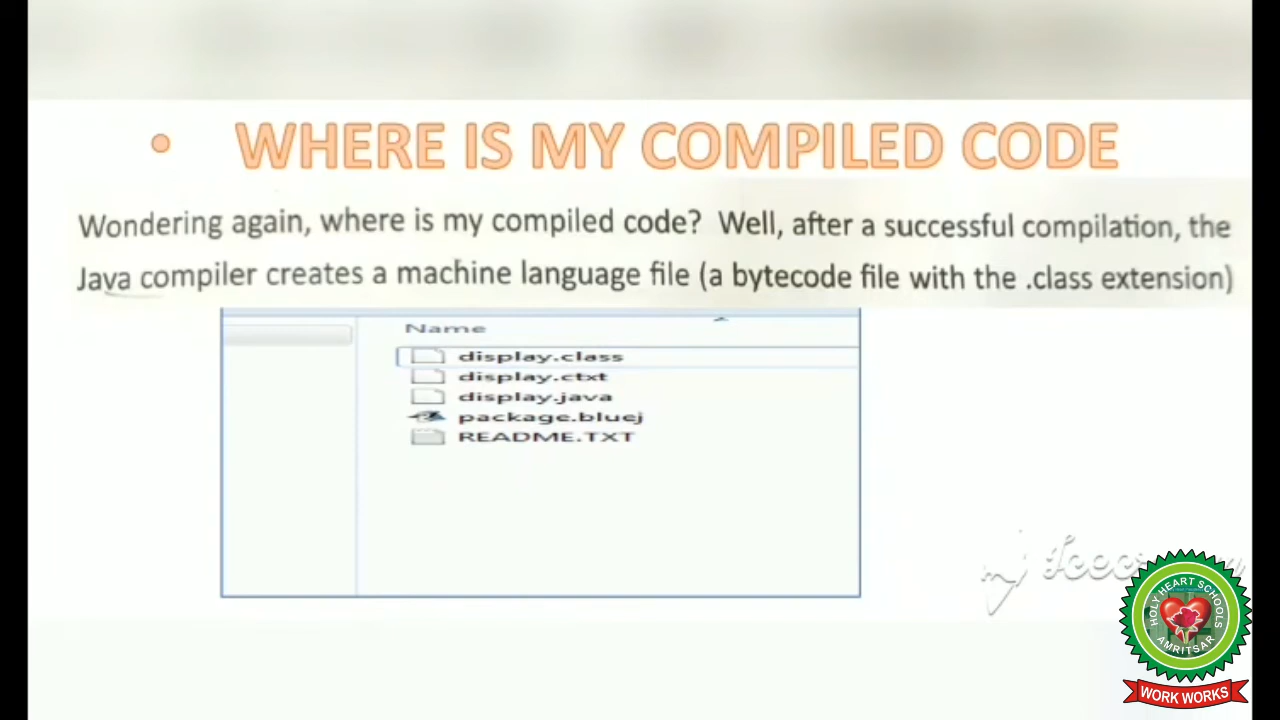 • WHERE IS MY COMPILED CODE
Wondering again, where is my compiled code? Well, after a successful compilation, the
Java compiler creates a machine language file (a bytecode file with the .class extension)
Name
display.class
display.ctxt
display.java
package.bluej
README.TXT
HOLY HEART SCHOOLS
AMRITSAR
WORK WORKS